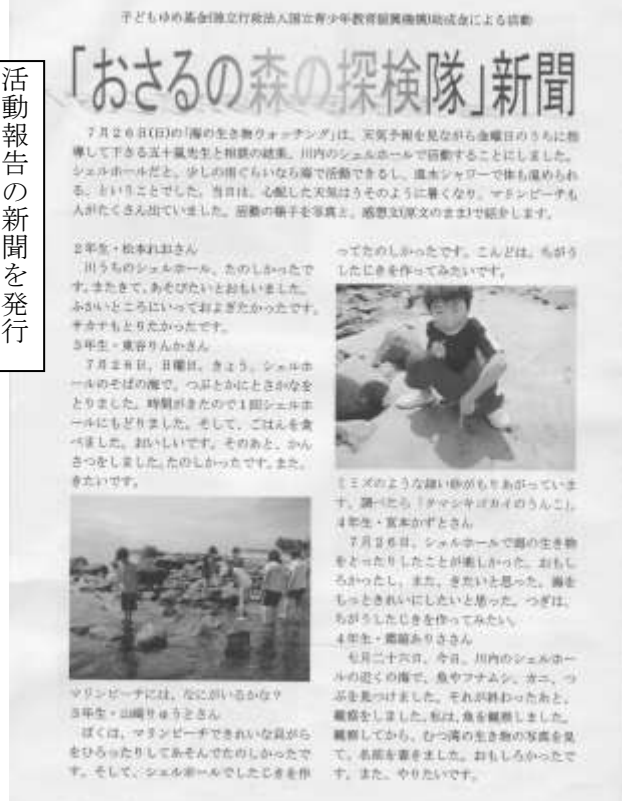 子どもゆめ基金(独立行政法人国立青少年教育振興機構)助成金による活動
「おさるの森の探検隊」新聞
活動報告の新聞を発行
7月26日(日)の「海の生き物ウォッチング」は、天気予報を見ながら金曜日のうちに指
導して下さる五十嵐先生と相談の結果、川内のシェルホールで活動することにしました。
シェルホールだと、少しの雨ぐらいなら海で活動できるし、温水シャワーで体も温められ
る、ということでした。当日は、心配した天気はうそのように暑くなり、マリンビーチも
人がたくさん出ていました。活動の様子を写真と、感想文(原文のまま)で紹介します。
2年生・松本れおさん
川うちのシェルホール、たのしかったで
す。またきて、あそびたいとおもいました。
ふかいところにいっておよぎたかったです。
サカナもとりたかったです。
3年生・東谷りんかさん
7月26日、日曜日、きょう、シェルホ
ールのそばの海で、つぶとかにとさかなを
とりました。時間がきたので1回シェルホ
ールにもどりました。そして、ごはんを食
べました。おいしいです。そのあと、かん
さつをしました。たのしかったです。また、
きたいです。
マリンビーチには、なにがいるかな?
3年生・山崎りゅうとさん
ぼくは、マリンビーチできれいな貝がら
をひろったりしてあそんでたのしかったで
す。そして、シェルホールでしたじきを作
ってたのしかったです。こんどは、ちがう
したじきを作ってみたいです。
ミミズのような細い砂がもりあがっていま
す。調べたら「タマシキゴカイのうんこ」。
4年生・宮本かずとさん
7月26日、シェルホールで海の生き物
をとったりしたことが楽しかった。おもし
ろかったし、また、きたいと思った。海を
もっときれいにしたいと思った。つぎは、
ちがうしたじきを作ってみたい。
4年生・ありささん
七月二十六日、今日、川内のシェルホー
ルの近くの海で、魚やフナムシ、カニ、つ
ぶを見つけました。それが終わったあと、
観察をしました。私は、魚を観察しました。
観察してから、むつ湾の生き物の写真を見
て、名前を書きました。おもしろかったで
す。また、やりたいです。